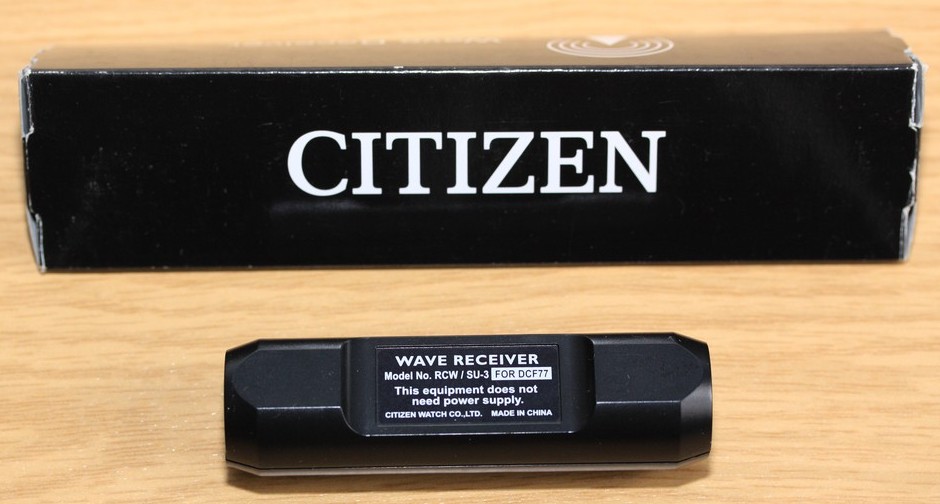 CITIZEN
WAVE RECEIVER
Model No. RCW / SU-3 FOR DCF77
This equipment does not
need power supply.
CITIZEN WATCH CO.,LTD. MADE IN CHINA